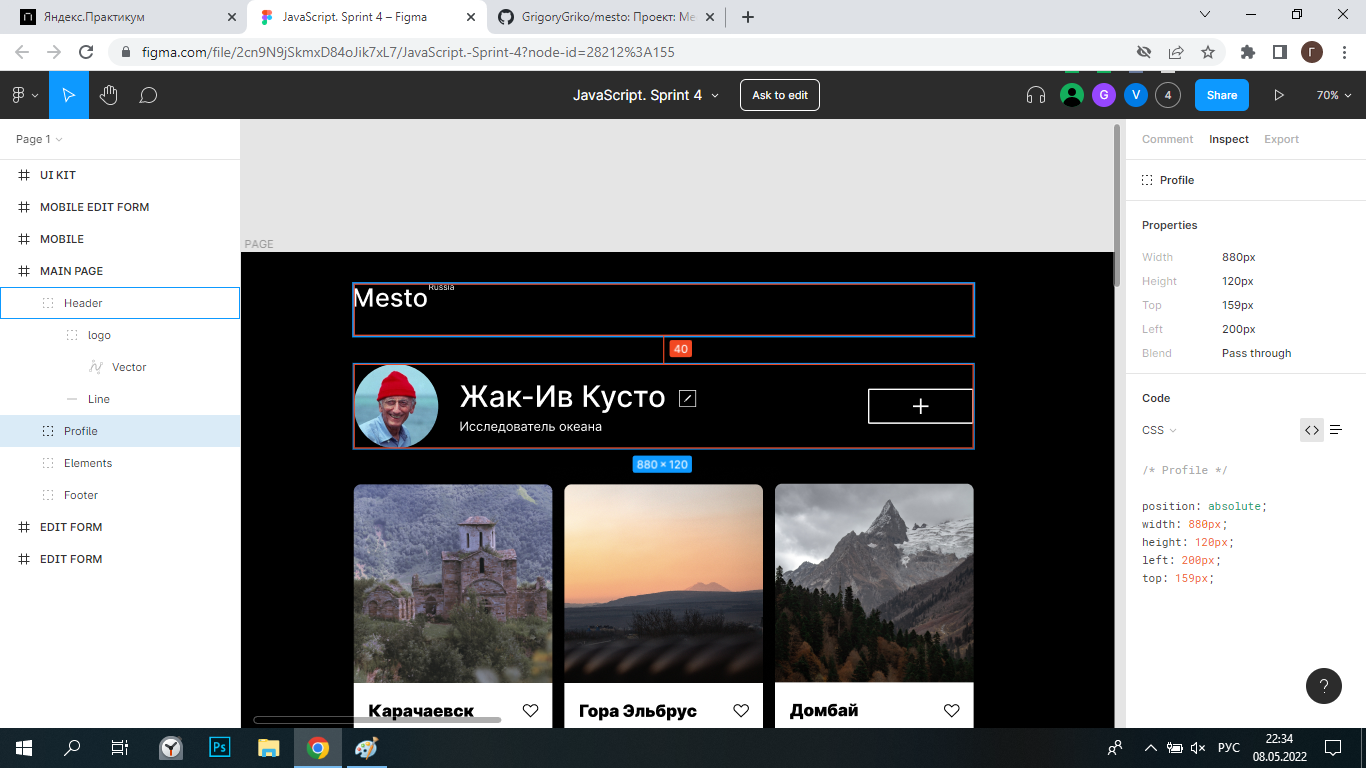 Яндекс.Практикум
JavaScript. Sprint 4 – Figma
GrigoryGriko/mesto: Проект: Ме
figma.com/file/2cn9N9jSkmxD84oJik7xL7/JavaScript.-Sprint-4?node-id=28212%3A155
Г
JavaScript. Sprint 4
Ask to edit
G
V
4
Share
70%
Page 1
UI KIT
MOBILE EDIT FORM
MOBILE
MAIN PAGE
Header
logo
Vector
Line
Profile
Elements
Footer
EDIT FORM
EDIT FORM
PAGE
Mesto Russia
40
Жак-Ив Кусто
Исследователь океана
880 × 120
Карачаевск
Гора Эльбрус
Домбай
Comment Inspect Export
Profile
Properties
Width 880px
Height 120px
Top 159px
Left 200px
Blend Pass through
Code
CSS
/* Profile */
position: absolute;
width: 880px;
height: 120px;
left: 200px;
top: 159px;
?
Ps
РУС
22:34
08.05.2022